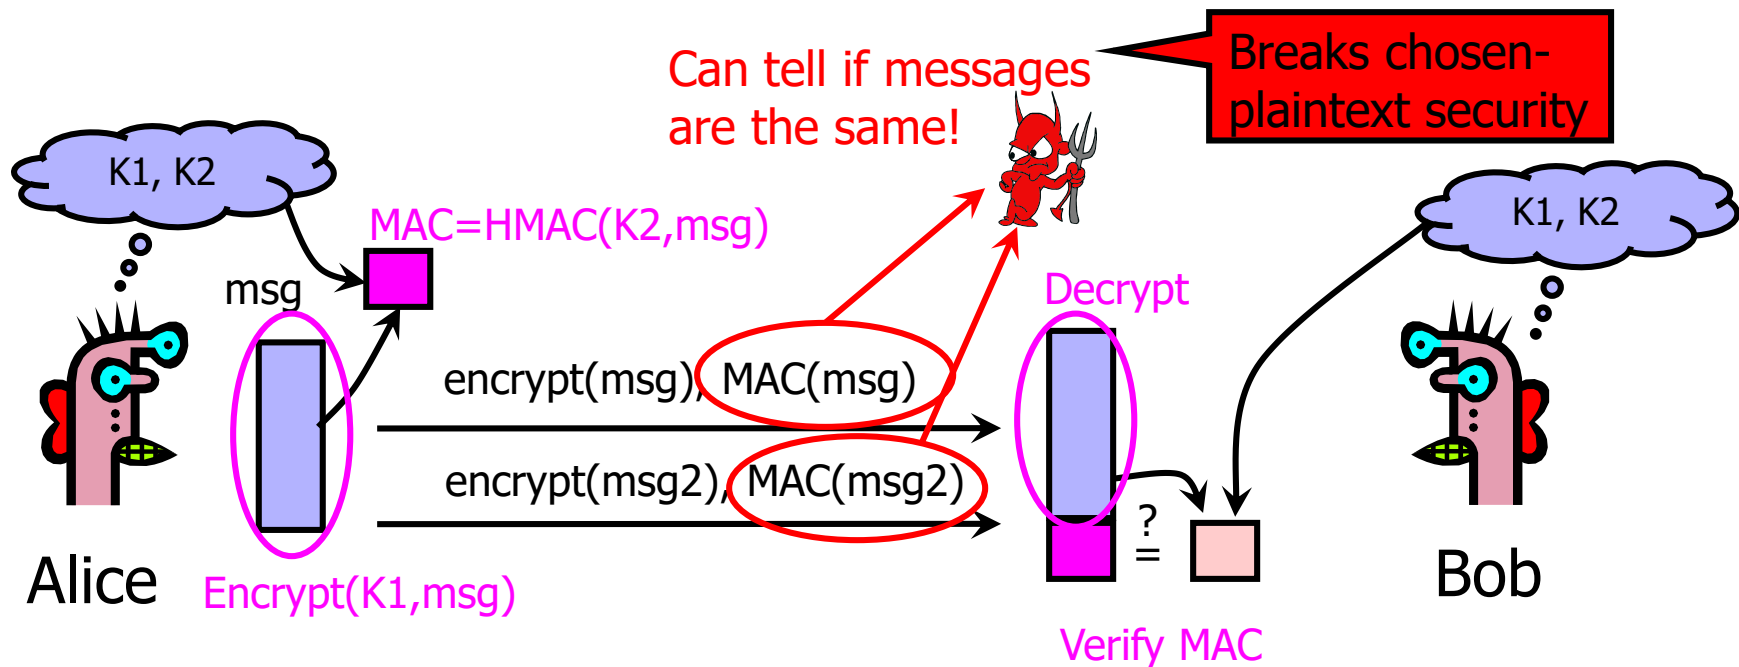 Can tell if messages
are the same!
Breaks chosen-
plaintext security
K1, K2
K1, K2
MAC=HMAC(K2,msg)
msg
Decrypt
encrypt(msg), MAC(msg)
encrypt(msg2), MAC(msg2)
?
=
Alice
Encrypt(K1,msg)
Bob
Verify MAC